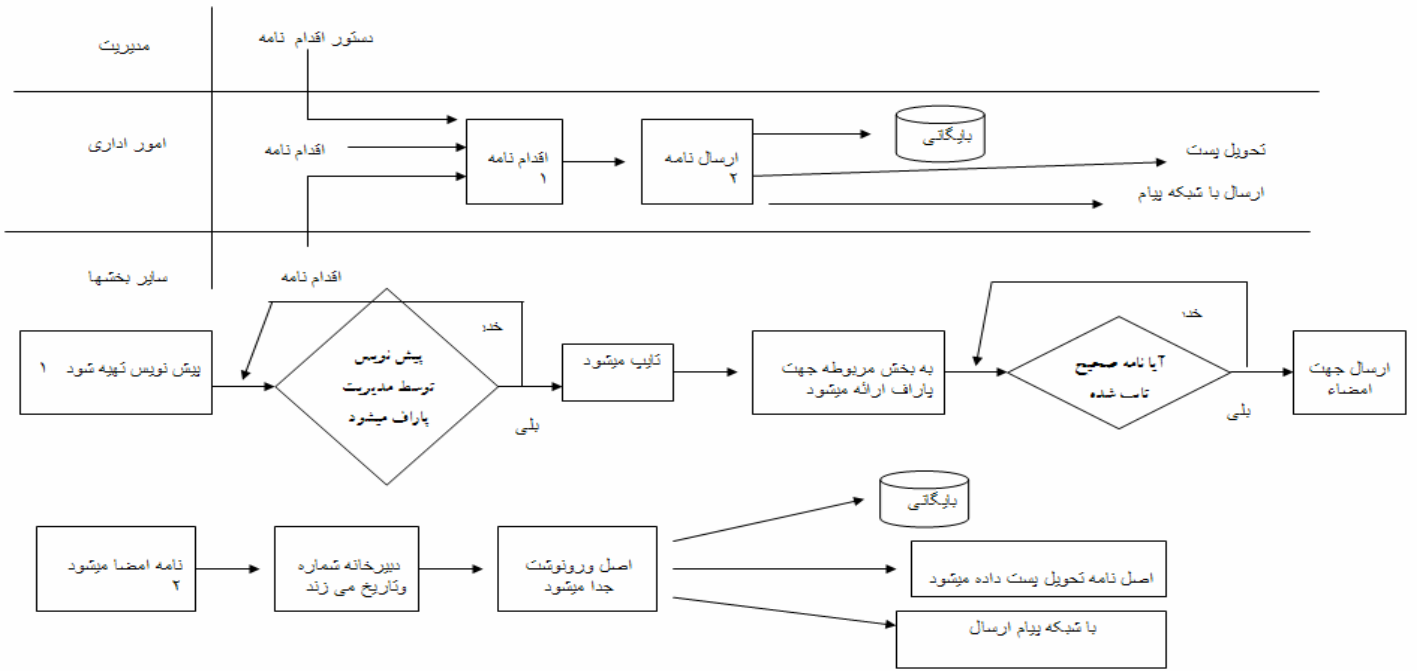 مدیریت
دستور اقدام نامه
امور اداری
اقدام نامه
اقدام نامه
۱
ارسال نامه
۲
بایگانی
تحویل پست
ارسال با شبکه پیام
سایر بخشها
اقدام نامه
پیش نویس تهیه شود ۱
پیش نویس
توسط مدیریت
پاراف میشود
خیر
بلی
تایپ میشود
به بخش مربوطه جهت
پاراف ارائه میشود
آیا نامه صحیح
تایپ شده
خیر
بلی
ارسال جهت
امضاء
نامه امضا میشود
۲
دبیرخانه شماره
وتاریخ می زند
اصل ورونوشت
جدا میشود
بایگانی
اصل نامه تحویل پست داده میشود
با شبکه پیام ارسال